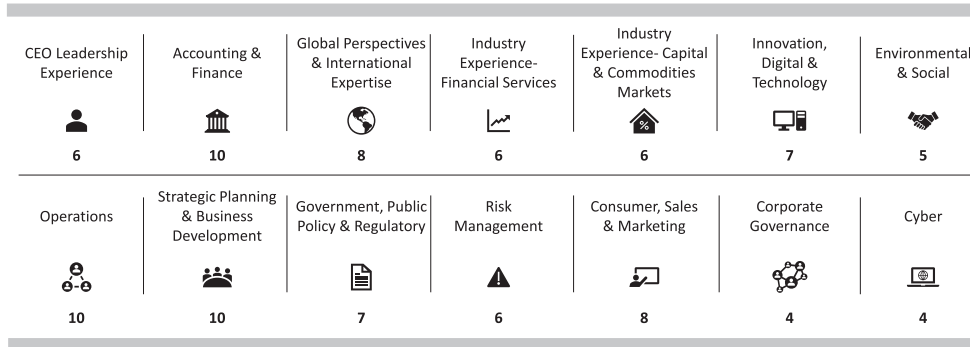 CEO Leadership
Experience
6
Accounting &
Finance
10
Global Perspectives
& International
Expertise
8
Industry
Experience-
Financial Services
6
Industry
Experience- Capital
& Commodities
Markets
%
6
Innovation,
Digital &
Technology
7
Environmental
& Social
5
Operations
10
Strategic Planning
& Business
Development
10
Government, Public
Policy & Regulatory
7
Risk
Management
6
Consumer, Sales
& Marketing
8
Corporate
Governance
4
Cyber
4